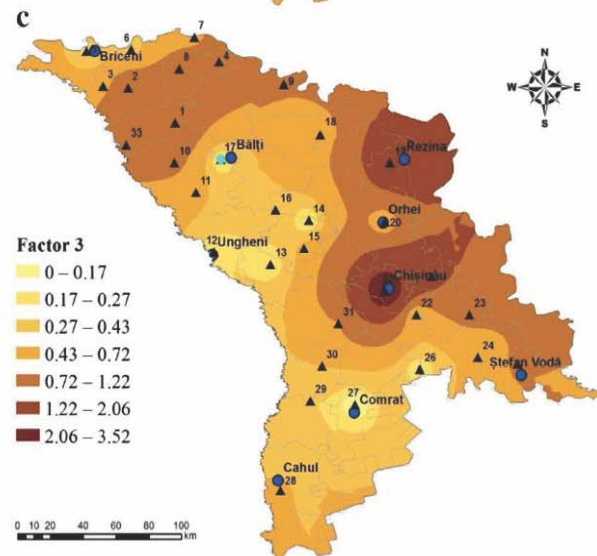 c
7
6
Briceni
N
W E
S
8
4
3
2
9
1
18
33
Bălți
Rezina
17
19
10
11
16
14
Orhei
20
15
12 Ungheni
13
Chișinău
Factor 3
0 – 0.17
0.17 – 0.27
0.27 – 0.43
0.43 – 0.72
0.72 – 1.22
1.22 – 2.06
2.06 – 3.52
22
23
31
24
Ștefan Vodă
30
26
29
27
Comrat
Cahul
28
0 10 20 40 60 80 100
km